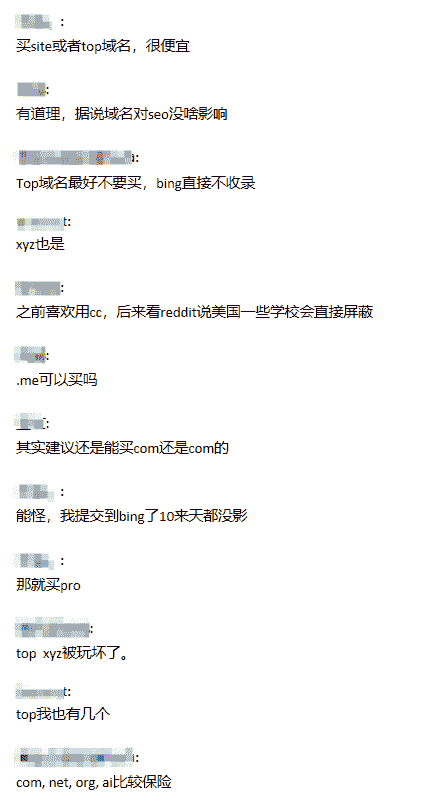 买site或者top域名，很便宜
有道理，据说域名对seo没啥影响
Top域名最好不要买，bing直接不收录
xyz也是
之前喜欢用cc，后来看reddit说美国一些学校会直接屏蔽
.me可以买吗
其实建议还是能买com还是com的
能怪，我提交到bing了10来天都没影
那就买pro
top xyz被玩坏了。
top我也有几个
com, net, org, ai比较保险